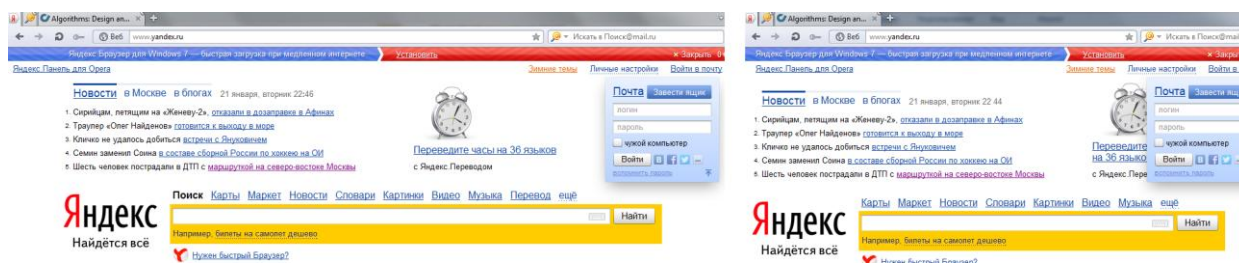 Algorithms: Design an...
Веб www.yandex.ru Искать в Поиск@mail.ru
Яндекс.Браузер для Windows 7 — быстрая загрузка при медленном интернете Установить × Закрыть
Яндекс.Панель для Opera Зимние темы Личные настройки Войти в почту
Новости в Москве в блогах 21 января, вторник 22:46
1. Сирийцам, летящим на «Женеву-2», отказали в дозаправке в Афинах
2. Траулер «Олег Найденов» готовится к выходу в море
3. Кличко не удалось добиться встречи с Януковичем
4. Семин заменил Соина в составе сборной России по хоккею на ОИ
5. Шесть человек пострадали в ДТП с маршруткой на северо-востоке Москвы
Переведите часы на 36 языков
с Яндекс.Переводом
Почта Завести ящик
логин
пароль
чужой компьютер
Войти
вспомнить пароль
Поиск Карты Маркет Новости Словари Картинки Видео Музыка Перевод ещё
Яндекс
Найти
Найдётся всё
Например, билеты на самолет дешево
Нужен быстрый Браузер?
Algorithms: Design an...
Веб www.yandex.ru Искать в Поиск@mail
Яндекс.Браузер для Windows 7 — быстрая загрузка при медленном интернете Установить × Закрыть
Яндекс.Панель для Opera Зимние темы Личные настройки Войти в
Новости в Москве в блогах 21 января, вторник 22 44
1. Сирийцам, летящим на «Женеву-2», отказали в дозаправке в Афинах
2. Траулер «Олег Найденов» готовится к выходу в море
3. Кличко не удалось добиться встречи с Януковичем
4. Семин заменил Соина в составе сборной России по хоккею на ОИ
5. Шесть человек пострадали в ДТП с маршруткой на северо-востоке Москвы
Переведите
на 36 языко
с Яндекс.Пере
Почта Завести ящ
логин
пароль
чужой компьютер
Войти
вспомнить пароль
Карты Маркет Новости Словари Картинки Видео Музыка ещё
Яндекс
Найти
Найдётся всё
Например, билеты на самолет дешево
Нужен быстрый Браузер?